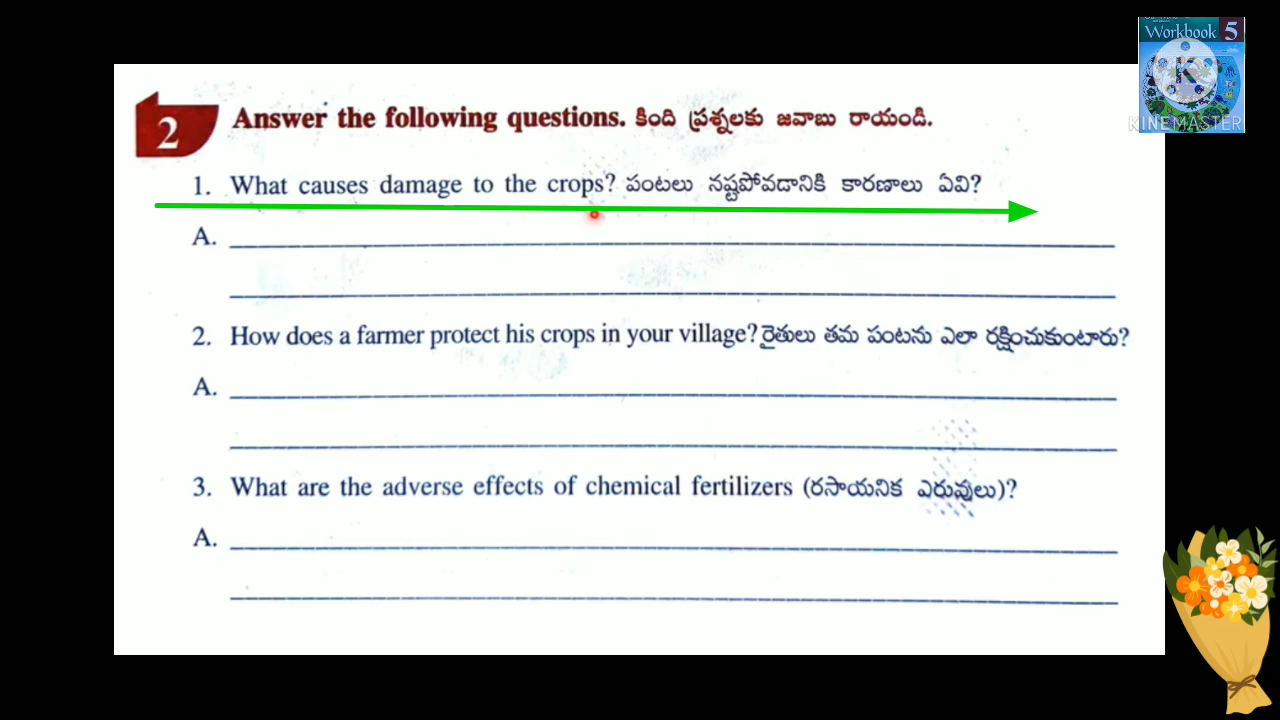 Workbook 5
KINEMASTER
2 Answer the following questions. కింది ప్రశ్నలకు జవాబు రాయండి.
1. What causes damage to the crops? పంటలు నష్టపోవడానికి కారణాలు ఏవి?
A.
2. How does a farmer protect his crops in your village? రైతులు తమ పంటను ఎలా రక్షించుకుంటారు?
A.
3. What are the adverse effects of chemical fertilizers (రసాయనిక ఎరువులు)?
A.